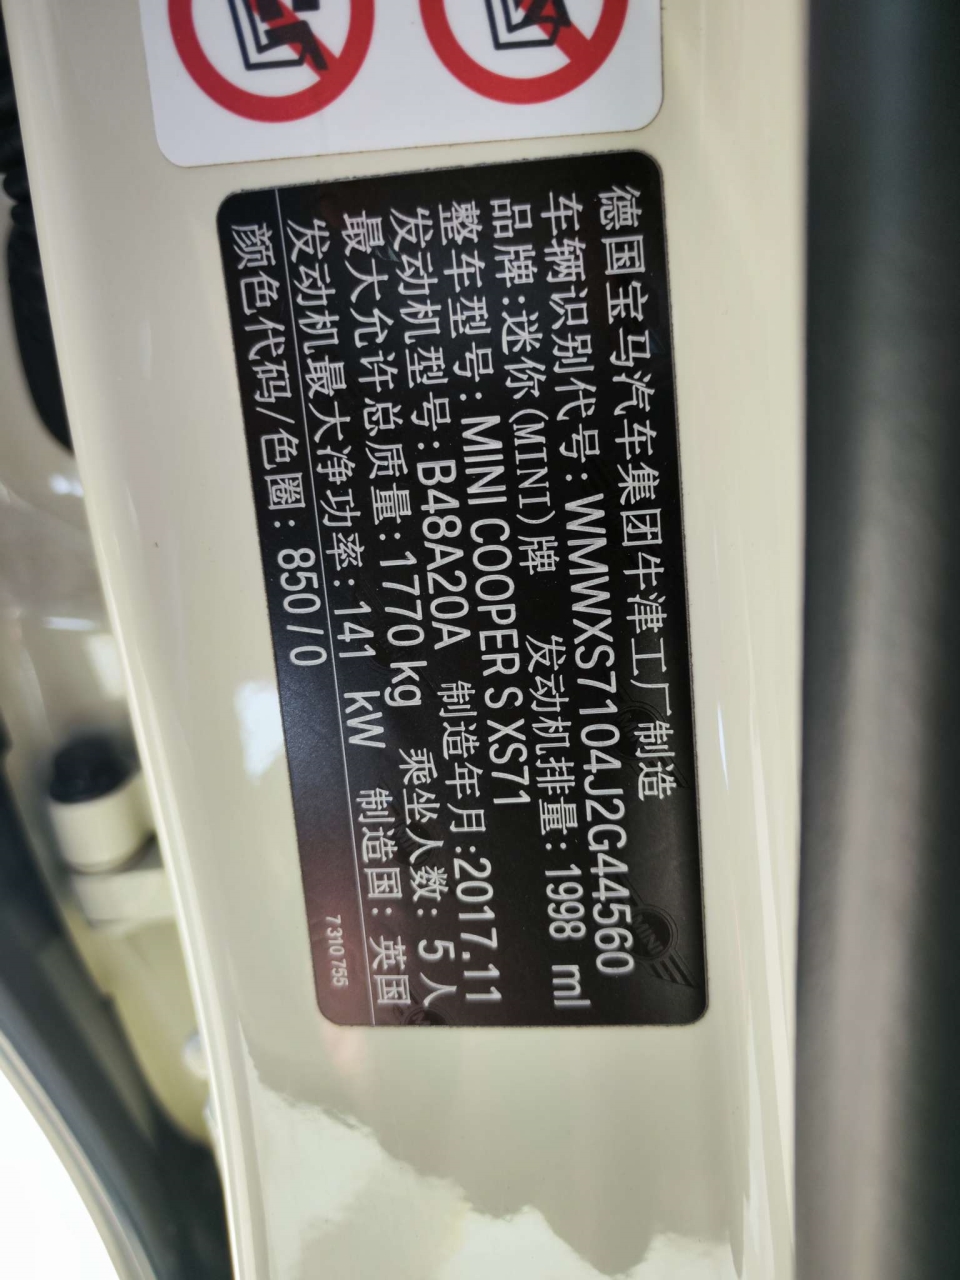 德国宝马汽车集团牛津工厂制造
车辆识别代号:WMWXS7104J2G44560
品牌:迷你(MINI)牌 发动机排量:1998 ml
整车型号:MINI COOPER S XS71
发动机型号:B48A20A 制造年月:2017.11
最大允许总质量:1770 kg 乘坐人数:5人
发动机最大净功率:141 kW 制造国:英国
颜色代码/色圈:850 / 0
7 310 755
MINI